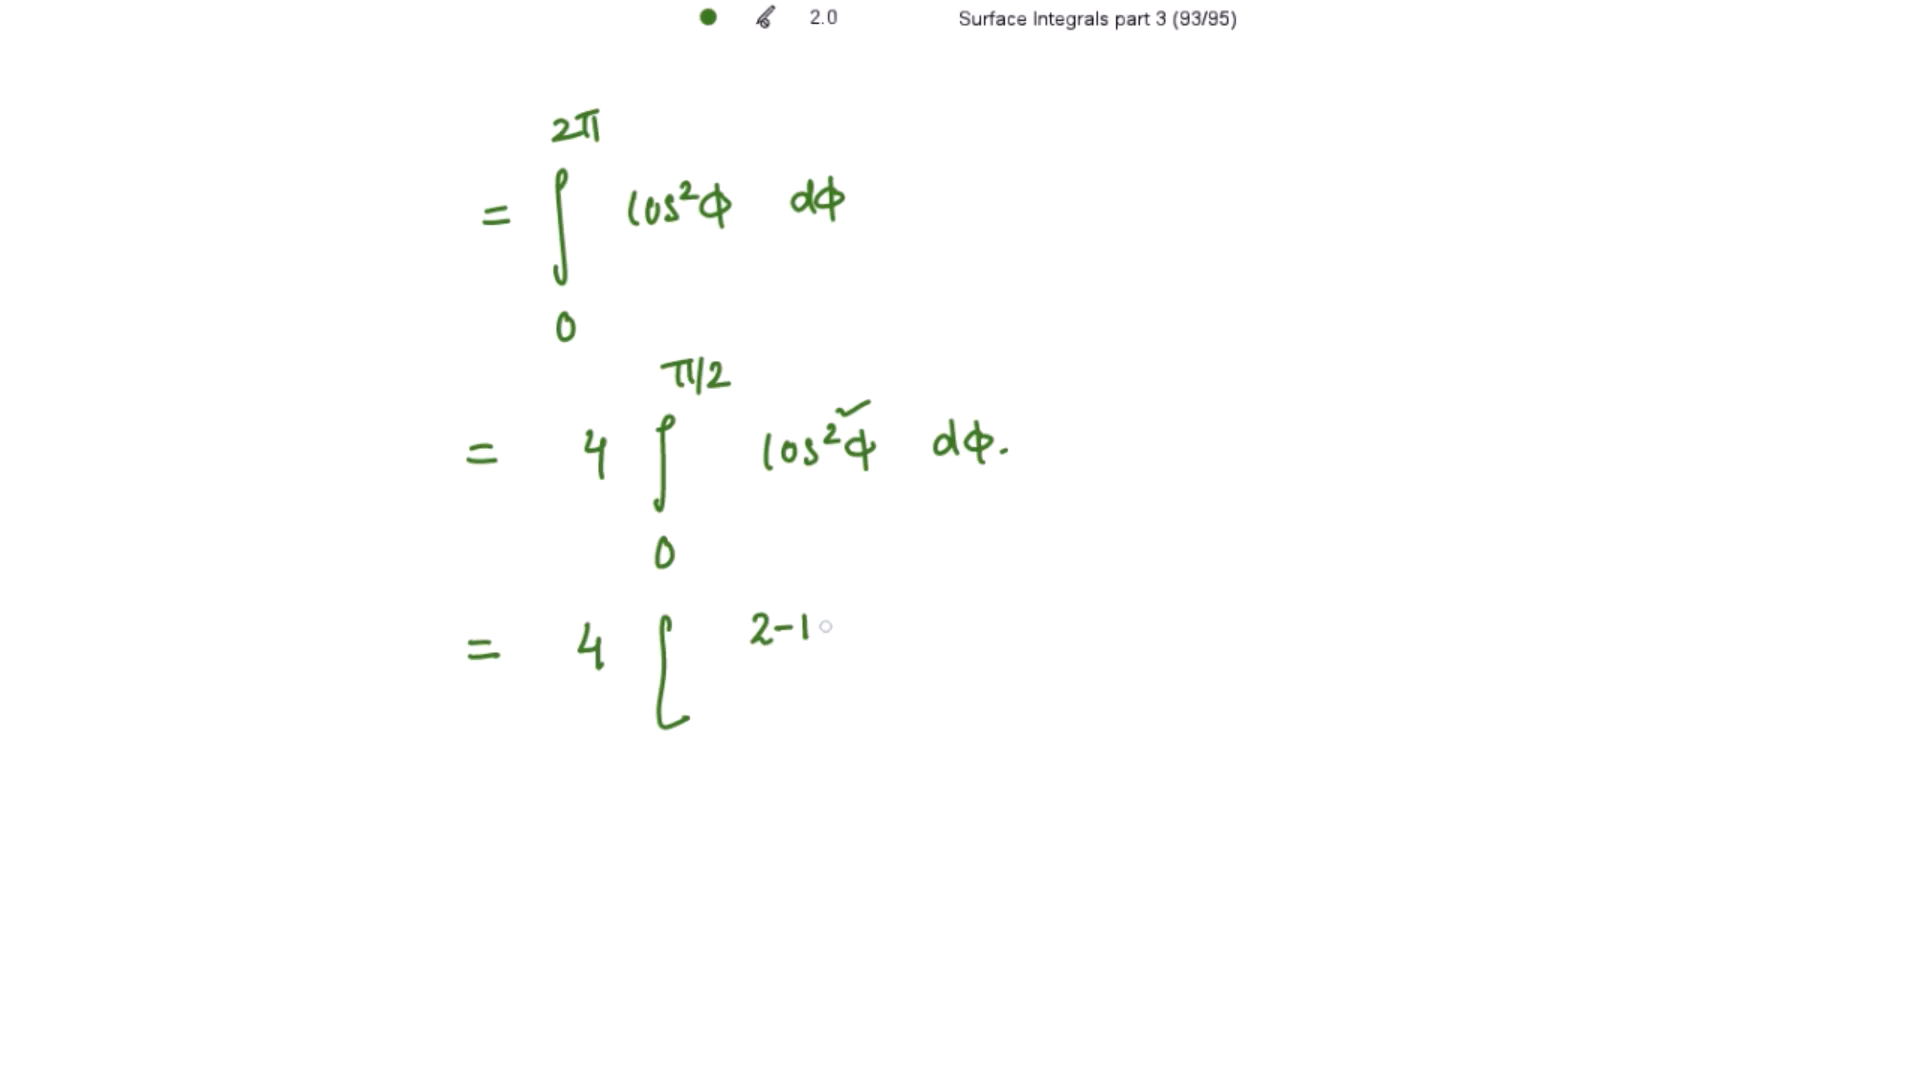 2.0 Surface Integrals part 3 (93/95)
2π
= ∫ cos²φ dφ
0
π/2
= 4 ∫ cos²φ dφ.
0
= 4 [ 2-1